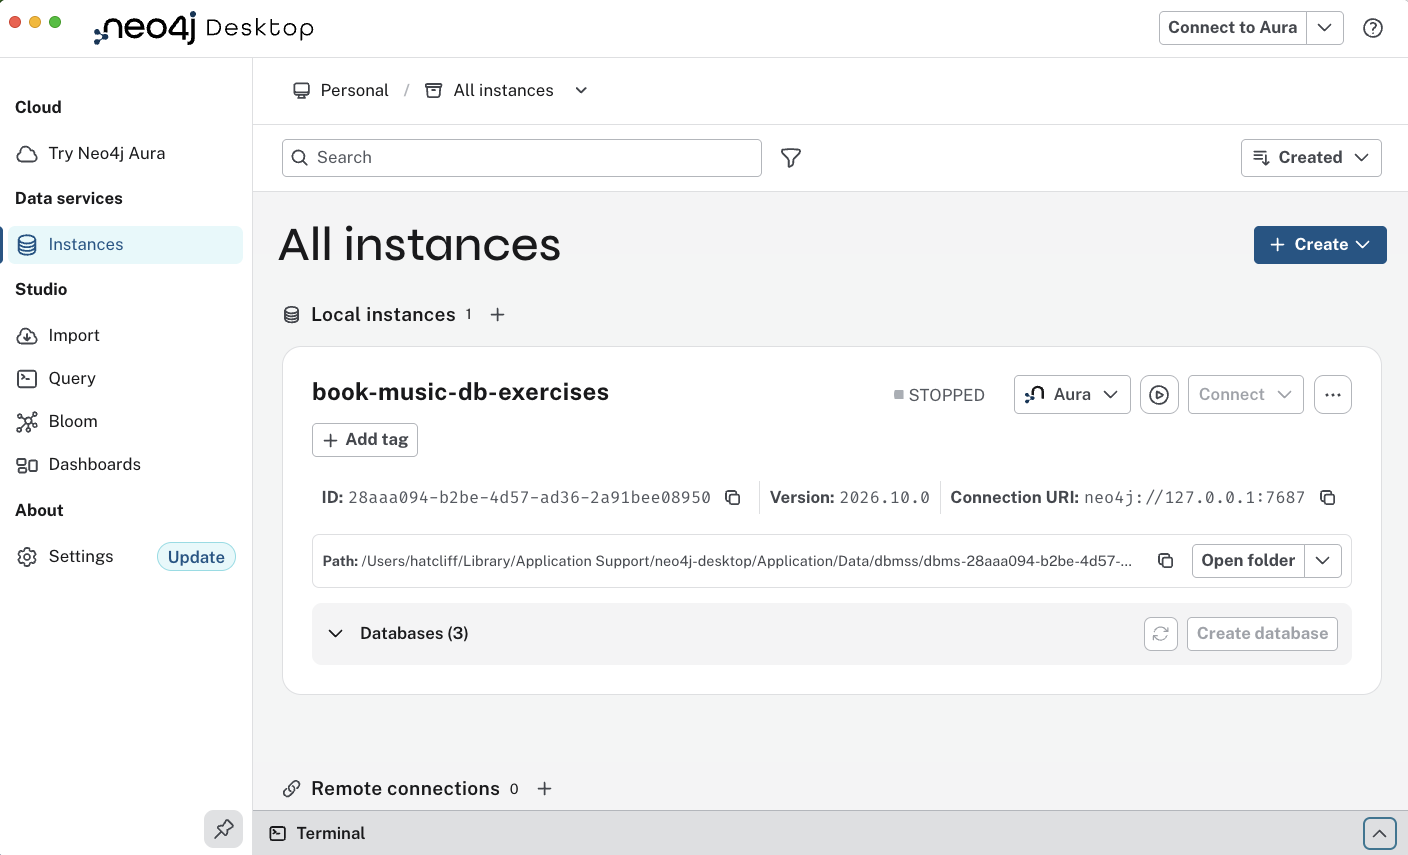 neo4j Desktop
Connect to Aura
Cloud
Try Neo4j Aura
Data services
Instances
Studio
Import
Query
Bloom
Dashboards
About
Settings Update
Personal / All instances
Search
Created
All instances
+ Create
Local instances 1 +
book-music-db-exercises
STOPPED
Aura
Connect
+ Add tag
ID: 28aaa094-b2be-4d57-ad36-2a91bee08950
Version: 2026.10.0
Connection URI: neo4j://127.0.0.1:7687
Path: /Users/hatcliff/Library/Application Support/neo4j-desktop/Application/Data/dbmss/dbms-28aaa094-b2be-4d57-...
Open folder
Databases (3)
Create database
Remote connections 0 +
Terminal